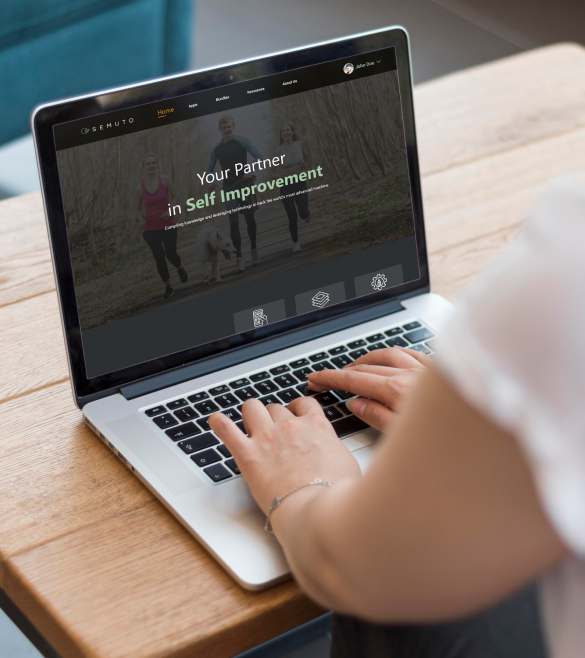 SEMUTO
Home
Apps
Bundles
Resources
About Us
John Doe
Your Partner
in Self Improvement
Compiling knowledge and leveraging technology to hack the world's most advanced machine.